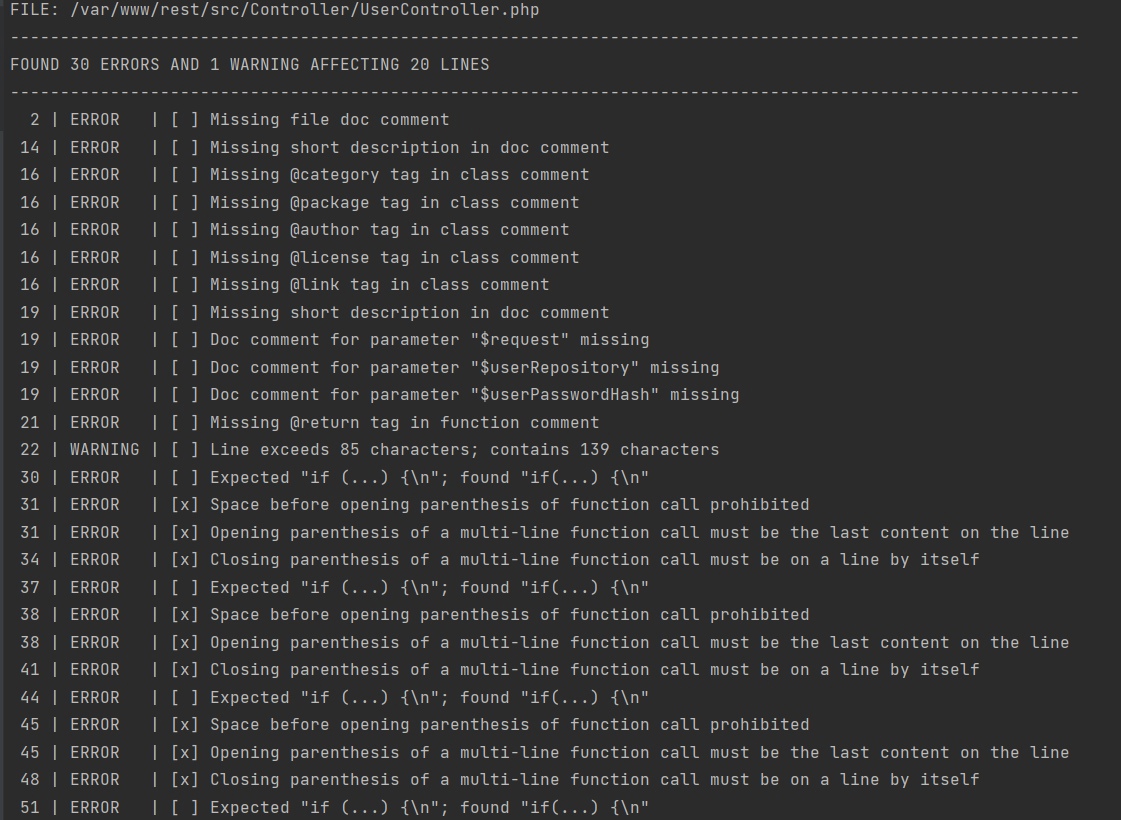 FILE: /var/www/rest/src/Controller/UserController.php
-----------------------------------------------------------------------------------------------------------
FOUND 30 ERRORS AND 1 WARNING AFFECTING 20 LINES
-----------------------------------------------------------------------------------------------------------
  2 | ERROR   | [ ] Missing file doc comment
 14 | ERROR   | [ ] Missing short description in doc comment
 16 | ERROR   | [ ] Missing @category tag in class comment
 16 | ERROR   | [ ] Missing @package tag in class comment
 16 | ERROR   | [ ] Missing @author tag in class comment
 16 | ERROR   | [ ] Missing @license tag in class comment
 16 | ERROR   | [ ] Missing @link tag in class comment
 19 | ERROR   | [ ] Missing short description in doc comment
 19 | ERROR   | [ ] Doc comment for parameter "$request" missing
 19 | ERROR   | [ ] Doc comment for parameter "$userRepository" missing
 19 | ERROR   | [ ] Doc comment for parameter "$userPasswordHash" missing
 21 | ERROR   | [ ] Missing @return tag in function comment
 22 | WARNING | [ ] Line exceeds 85 characters; contains 139 characters
 30 | ERROR   | [ ] Expected "if (...) {\n"; found "if(...) {\n"
 31 | ERROR   | [x] Space before opening parenthesis of function call prohibited
 31 | ERROR   | [x] Opening parenthesis of a multi-line function call must be the last content on the line
 34 | ERROR   | [x] Closing parenthesis of a multi-line function call must be on a line by itself
 37 | ERROR   | [ ] Expected "if (...) {\n"; found "if(...) {\n"
 38 | ERROR   | [x] Space before opening parenthesis of function call prohibited
 38 | ERROR   | [x] Opening parenthesis of a multi-line function call must be the last content on the line
 41 | ERROR   | [x] Closing parenthesis of a multi-line function call must be on a line by itself
 44 | ERROR   | [ ] Expected "if (...) {\n"; found "if(...) {\n"
 45 | ERROR   | [x] Space before opening parenthesis of function call prohibited
 45 | ERROR   | [x] Opening parenthesis of a multi-line function call must be the last content on the line
 48 | ERROR   | [x] Closing parenthesis of a multi-line function call must be on a line by itself
 51 | ERROR   | [ ] Expected "if (...) {\n"; found "if(...) {\n"